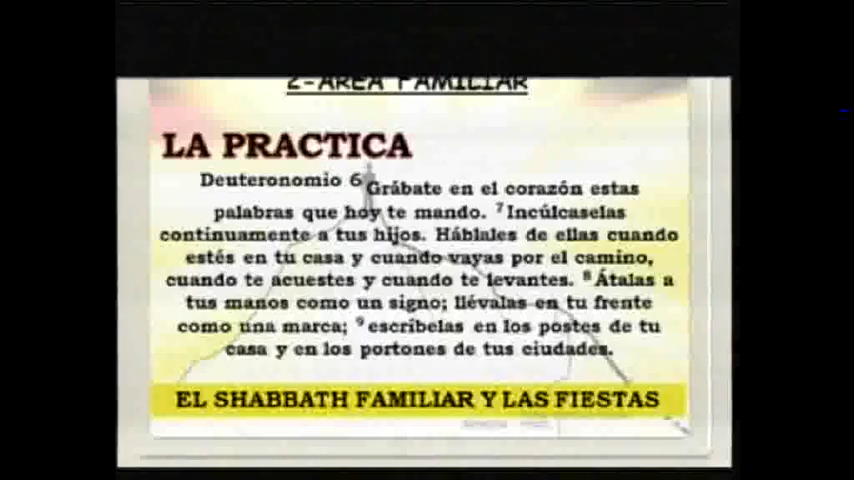 2-AREA FAMILIAR
LA PRACTICA
Deuteronomio 6 Grábate en el corazón estas
palabras que hoy te mando. 7 Incúlcaselas
continuamente a tus hijos. Háblales de ellas cuando
estés en tu casa y cuando vayas por el camino,
cuando te acuestes y cuando te levantes. 8 Átalas a
tus manos como un signo; llévalas en tu frente
como una marca; 9 escríbelas en los postes de tu
casa y en los portones de tus ciudades.
EL SHABBATH FAMILIAR Y LAS FIESTAS